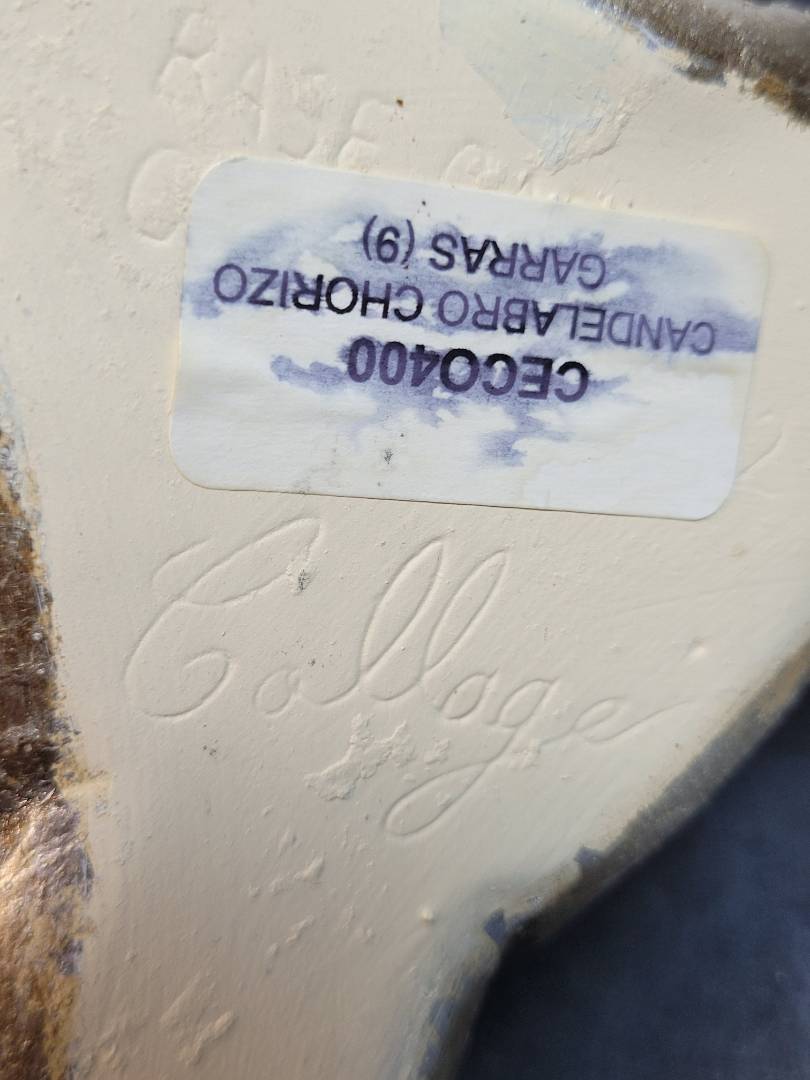 CECO400
CANDELABRO CHORIZO
GARRAS (9)
Collage